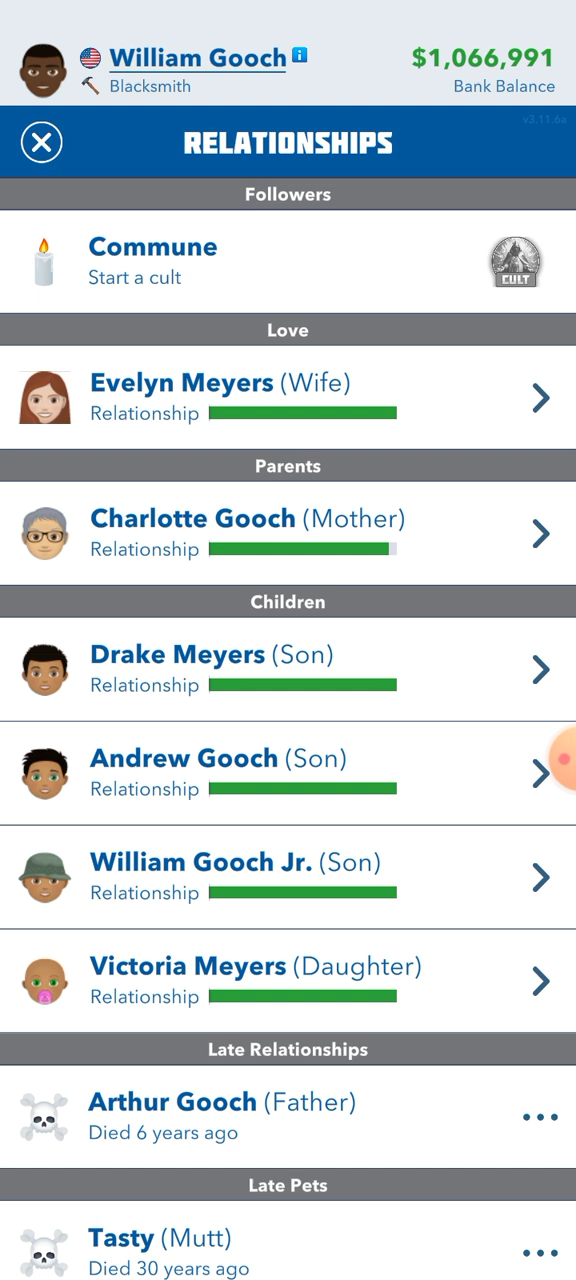 William Gooch
$1,066,991
Blacksmith
Bank Balance
v3.11.6a
RELATIONSHIPS
Followers
Commune
Start a cult
CULT
Love
Evelyn Meyers (Wife)
Relationship
Parents
Charlotte Gooch (Mother)
Relationship
Children
Drake Meyers (Son)
Relationship
Andrew Gooch (Son)
Relationship
William Gooch Jr. (Son)
Relationship
Victoria Meyers (Daughter)
Relationship
Late Relationships
Arthur Gooch (Father)
Died 6 years ago
Late Pets
Tasty (Mutt)
Died 30 years ago